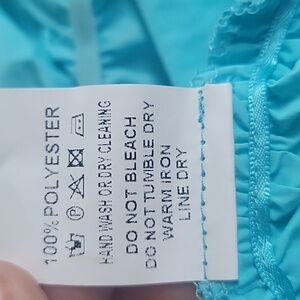 100% POLYESTER
P
HAND WASH OR DRY CLEANING
DO NOT BLEACH
DO NOT TUMBLE DRY
WARM IRON
LINE DRY